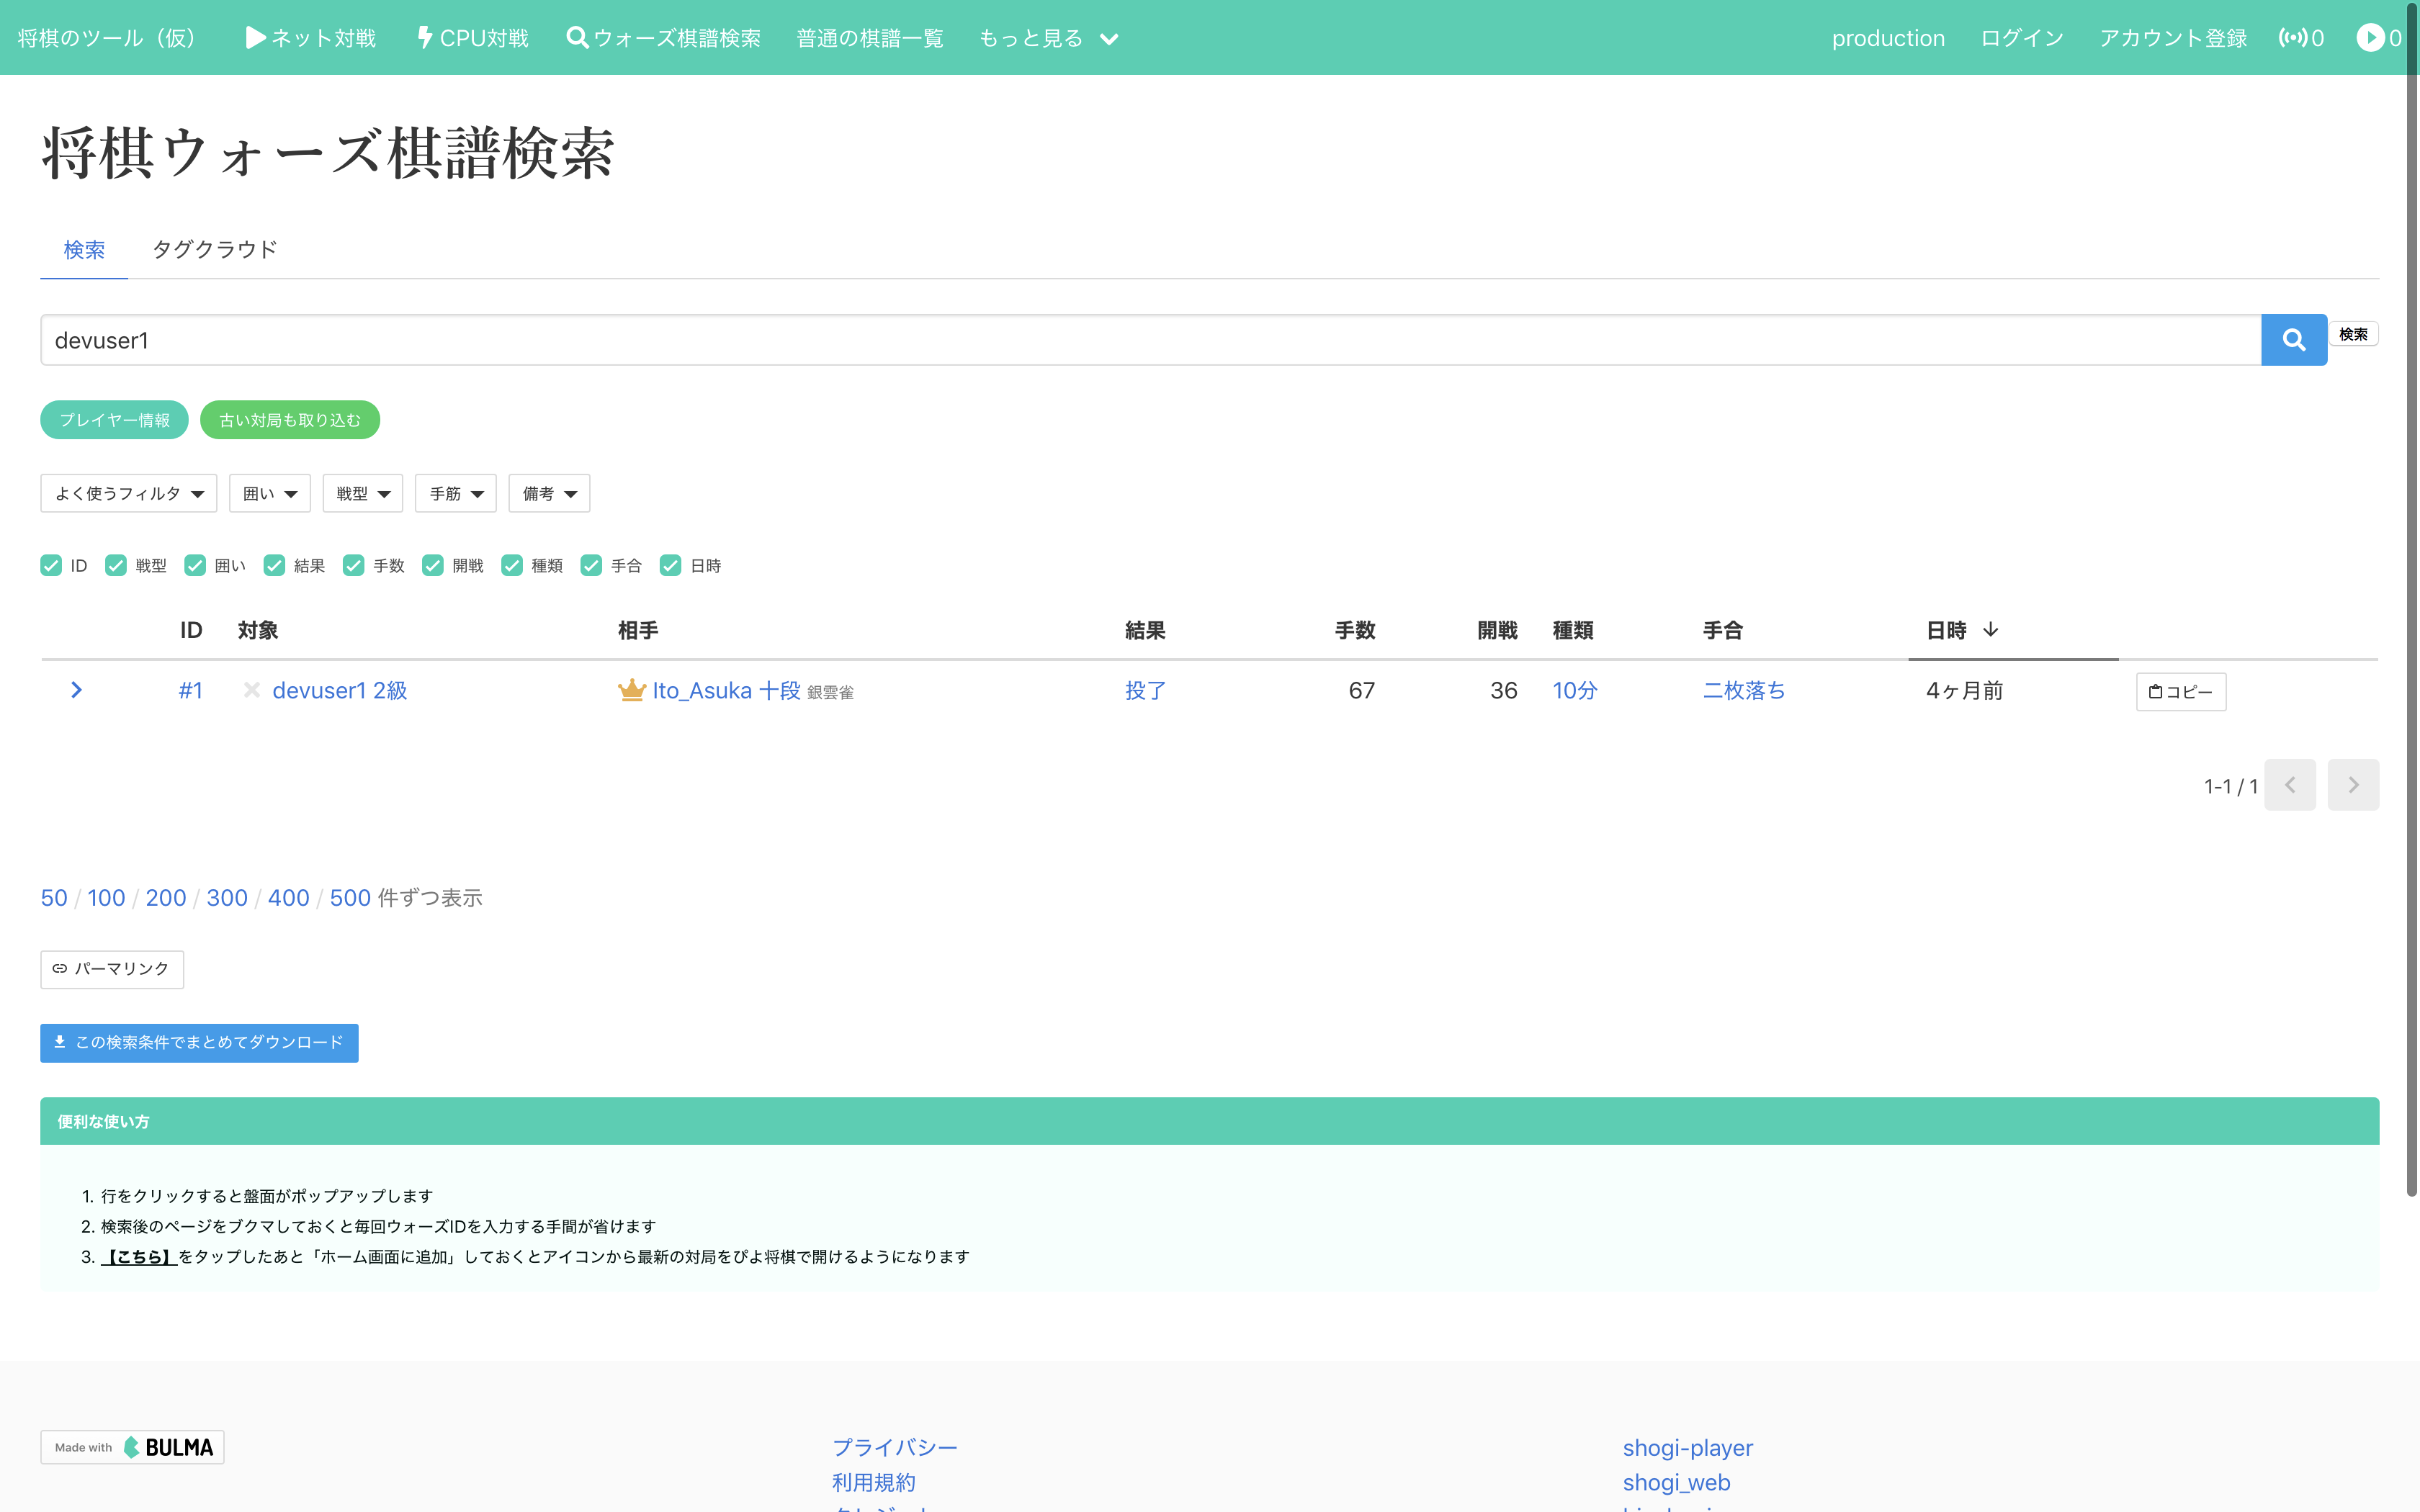 将棋のツール（仮） ネット対戦 CPU対戦 ウォーズ棋譜検索 普通の棋譜一覧 もっと見る production ログイン アカウント登録 0 0
将棋ウォーズ棋譜検索
検索 タグクラウド
devuser1 検索
プレイヤー情報 古い対局も取り込む
よく使うフィルタ 囲い 戦型 手筋 備考
ID 戦型 囲い 結果 手数 開戦 種類 手合 日時
ID 対象 相手 結果 手数 開戦 種類 手合 日時
#1 devuser1 2級 Ito_Asuka 十段 銀雲雀 投了 67 36 10分 二枚落ち 4ヶ月前 コピー
1-1 / 1
50 / 100 / 200 / 300 / 400 / 500 件ずつ表示
パーマリンク
この検索条件でまとめてダウンロード
便利な使い方
1. 行をクリックすると盤面がポップアップします
2. 検索後のページをブクマしておくと毎回ウォーズIDを入力する手間が省けます
3. 【こちら】をタップしたあと「ホーム画面に追加」しておくとアイコンから最新の対局をぴよ将棋で開けるようになります
Made with BULMA プライバシー shogi-player
利用規約 shogi_web